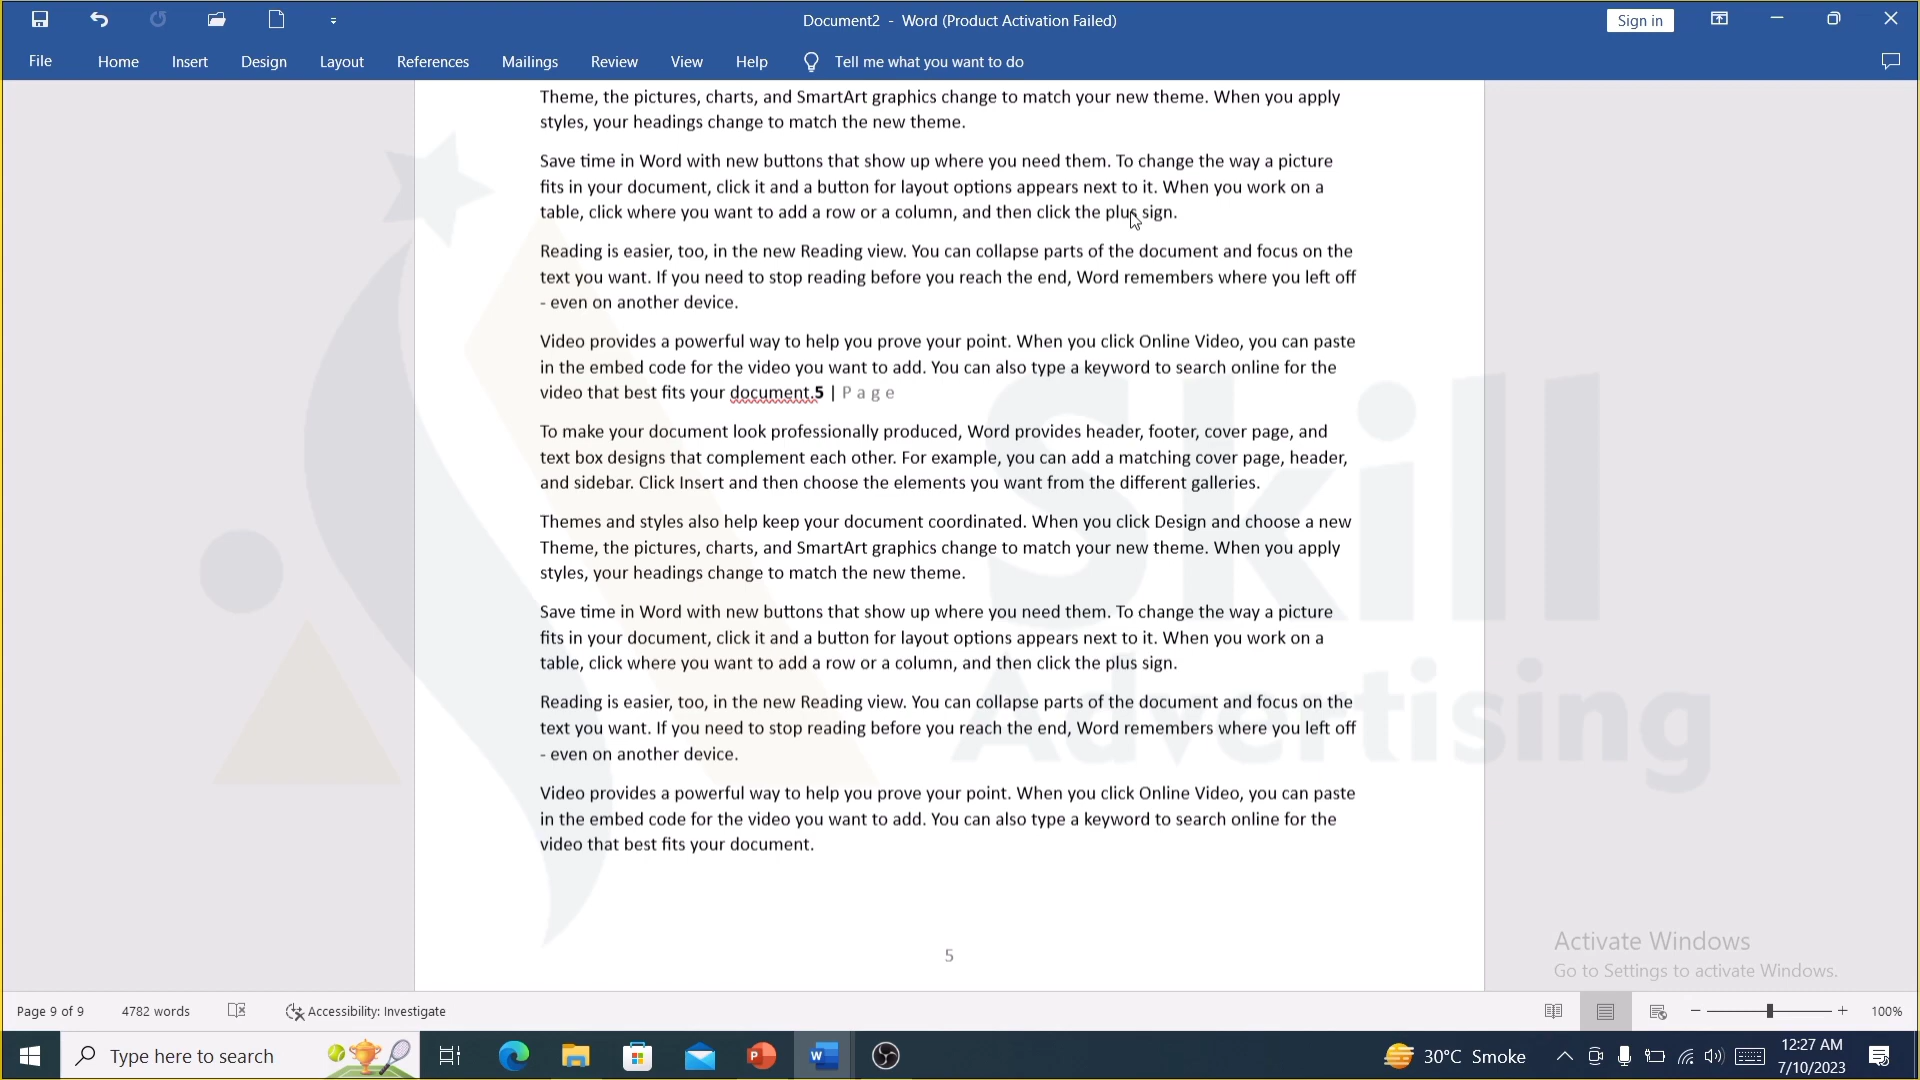 Document2 - Word (Product Activation Failed)
Sign in
File Home Insert Design Layout References Mailings Review View Help Tell me what you want to do
Theme, the pictures, charts, and SmartArt graphics change to match your new theme. When you apply
styles, your headings change to match the new theme.
Save time in Word with new buttons that show up where you need them. To change the way a picture
fits in your document, click it and a button for layout options appears next to it. When you work on a
table, click where you want to add a row or a column, and then click the plus sign.
Reading is easier, too, in the new Reading view. You can collapse parts of the document and focus on the
text you want. If you need to stop reading before you reach the end, Word remembers where you left off
- even on another device.
Video provides a powerful way to help you prove your point. When you click Online Video, you can paste
in the embed code for the video you want to add. You can also type a keyword to search online for the
video that best fits your document.5 | P a g e
To make your document look professionally produced, Word provides header, footer, cover page, and
text box designs that complement each other. For example, you can add a matching cover page, header,
and sidebar. Click Insert and then choose the elements you want from the different galleries.
Themes and styles also help keep your document coordinated. When you click Design and choose a new
Theme, the pictures, charts, and SmartArt graphics change to match your new theme. When you apply
styles, your headings change to match the new theme.
Save time in Word with new buttons that show up where you need them. To change the way a picture
fits in your document, click it and a button for layout options appears next to it. When you work on a
table, click where you want to add a row or a column, and then click the plus sign.
Reading is easier, too, in the new Reading view. You can collapse parts of the document and focus on the
text you want. If you need to stop reading before you reach the end, Word remembers where you left off
- even on another device.
Video provides a powerful way to help you prove your point. When you click Online Video, you can paste
in the embed code for the video you want to add. You can also type a keyword to search online for the
video that best fits your document.
5
Skill
Advertising
Activate Windows
Go to Settings to activate Windows.
Page 9 of 9 4782 words Accessibility: Investigate 100%
Type here to search 30°C Smoke 12:27 AM
7/10/2023